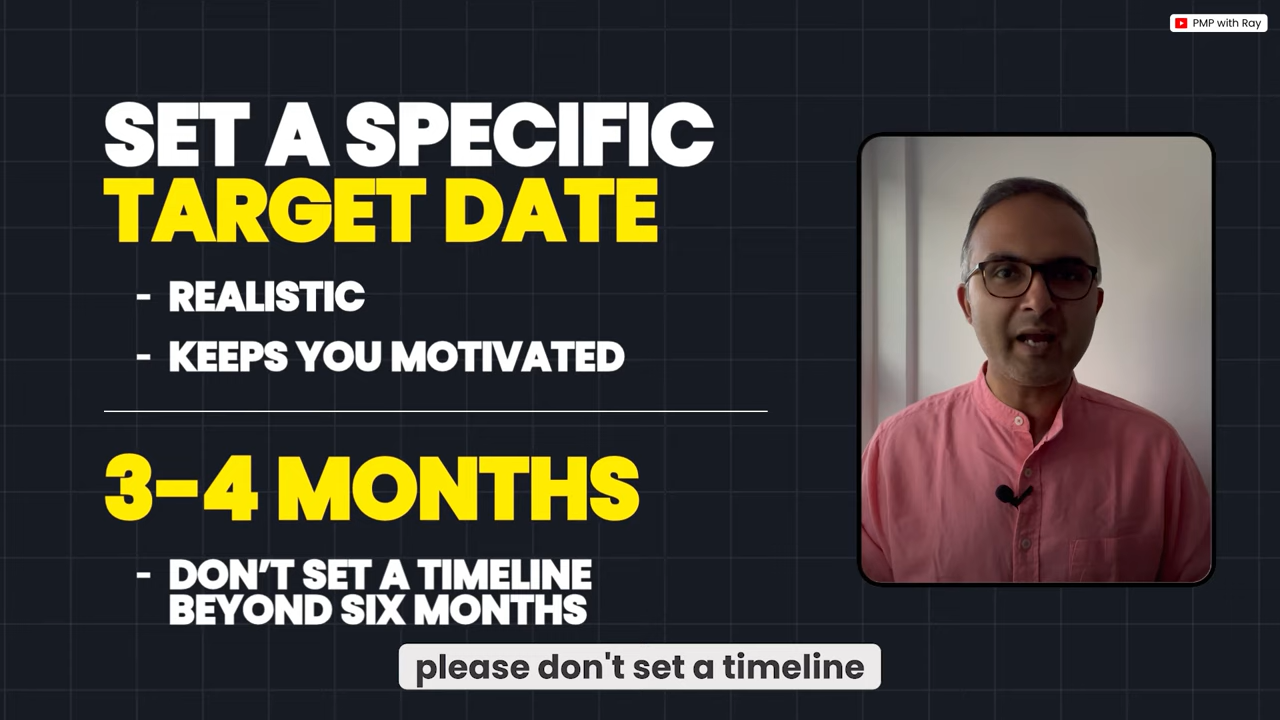 PMP with Ray
SET A SPECIFIC
TARGET DATE
- REALISTIC
- KEEPS YOU MOTIVATED
3-4 MONTHS
- DON'T SET A TIMELINE
BEYOND SIX MONTHS
please don't set a timeline